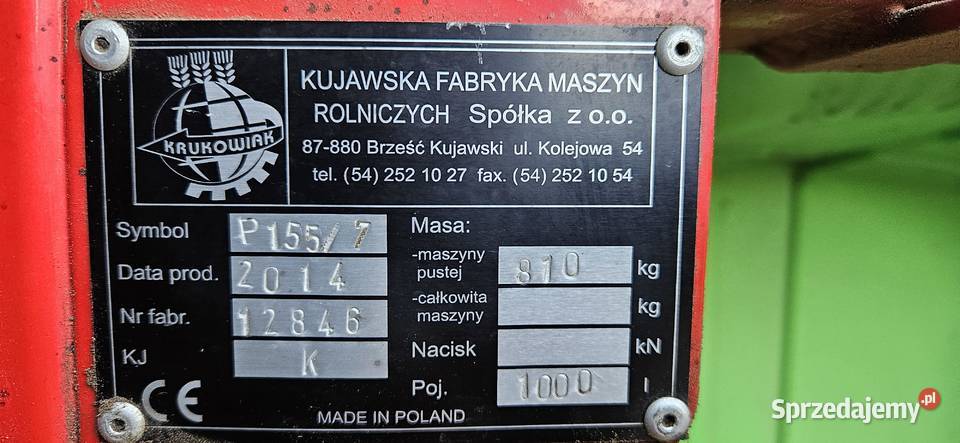 KRUKOWIAK
KUJAWSKA FABRYKA MASZYN
ROLNICZYCH Spółka z o.o.
87-880 Brześć Kujawski ul. Kolejowa 54
tel. (54) 252 10 27 fax. (54) 252 10 54
Symbol P155/7
Data prod. 2014
Nr fabr. 12846
KJ K
CE
Masa:
-maszyny
pustej 810 kg
-całkowita
maszyny kg
Nacisk kN
Poj. 1000 l
MADE IN POLAND
Sprzedajemy.pl